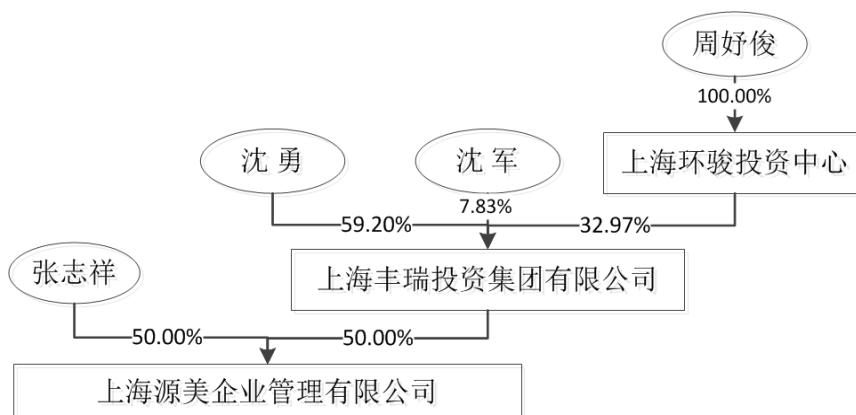 周妤俊
100.00%
沈 勇
沈 军
上海环骏投资中心
7.83%
59.20%
32.97%
张志祥
上海丰瑞投资集团有限公司
50.00%
50.00%
上海源美企业管理有限公司